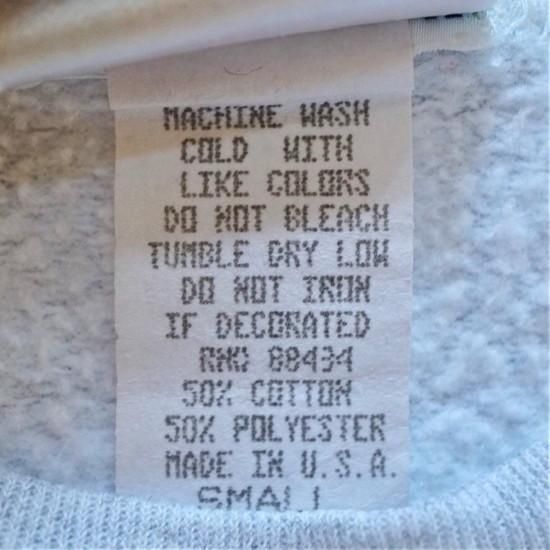 MACHINE WASH
COLD WITH
LIKE COLORS
DO NOT BLEACH
TUMBLE DRY LOW
DO NOT IRON
IF DECORATED
RN# 88434
50% COTTON
50% POLYESTER
MADE IN U.S.A.
SMALL